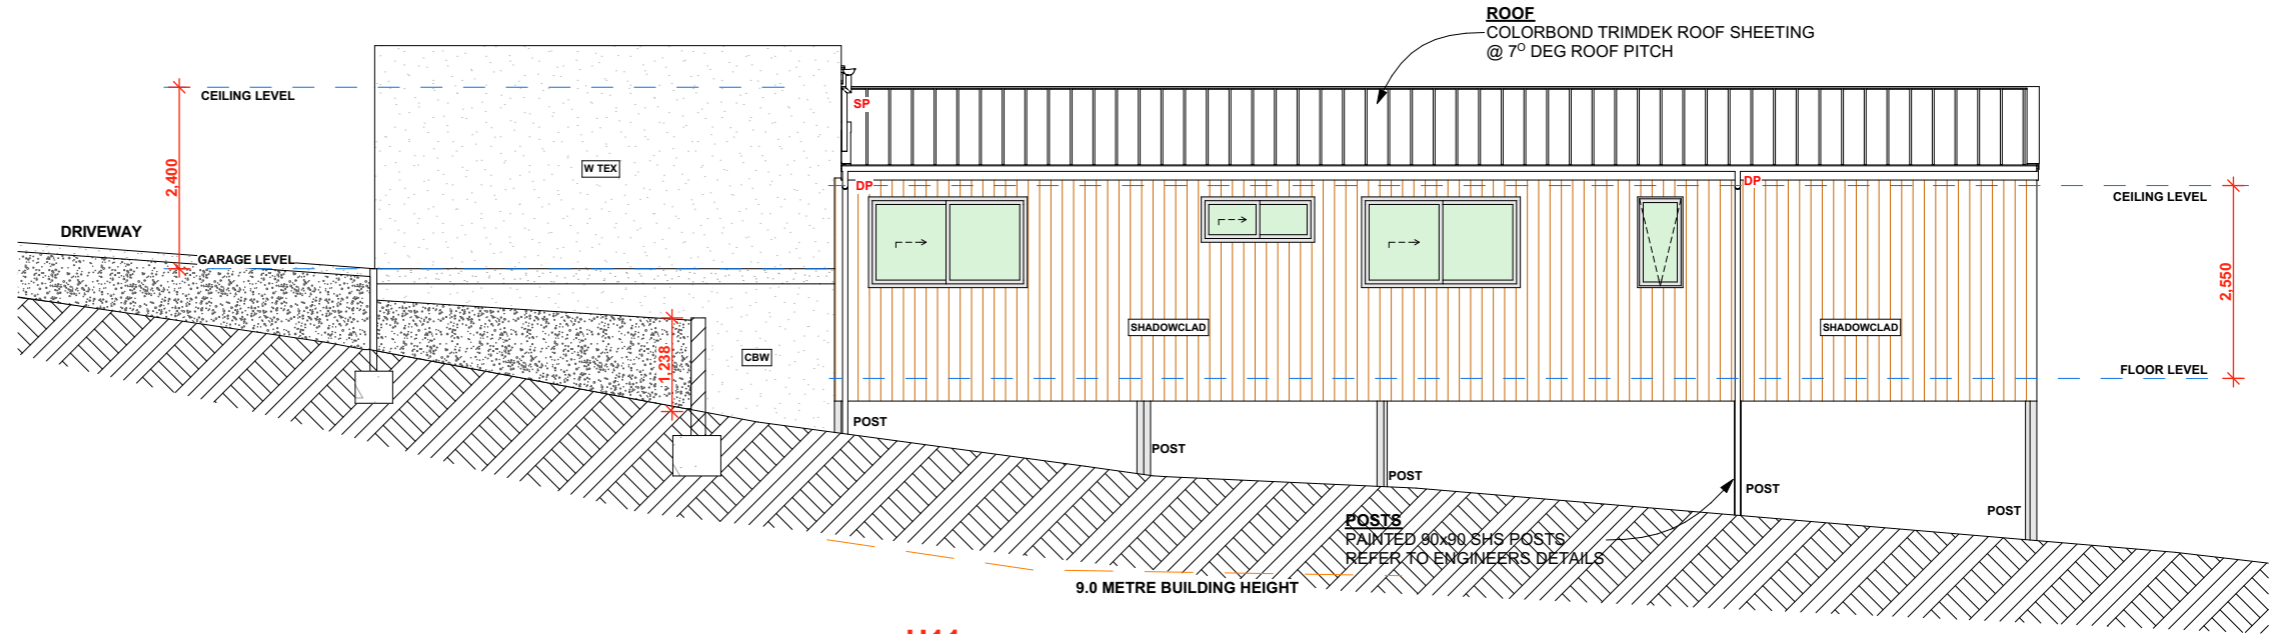 ROOF
COLORBOND TRIMDEK ROOF SHEETING
@ 7O DEG ROOF PITCH
CEILING LEVEL
SP
2,400
W TEX
DP
DP
CEILING LEVEL
DRIVEWAY
GARAGE LEVEL
2,550
SHADOWCLAD
SHADOWCLAD
1,238
CBW
FLOOR LEVEL
POST
POST
POST
POST
POST
POSTS
PAINTED 90x90 SHS POSTS
REFER TO ENGINEERS DETAILS
9.0 METRE BUILDING HEIGHT